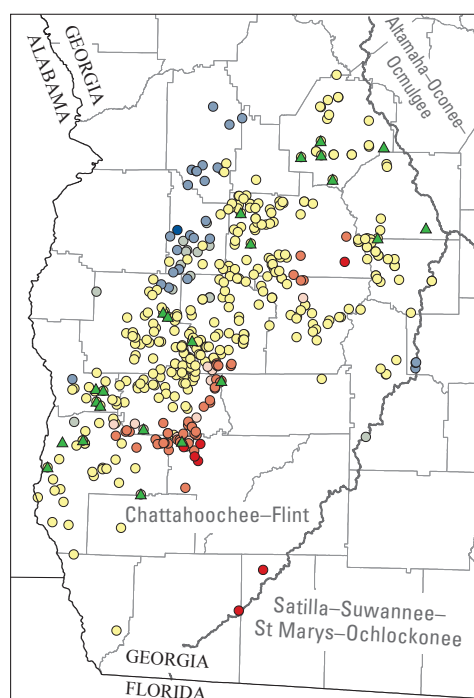 GEORGIA
ALABAMA
Altamaha–Oconee–
Ocmulgee
Chattahoochee–Flint
Satilla–Suwannee–
St Marys–Ochlockonee
GEORGIA
FLORIDA